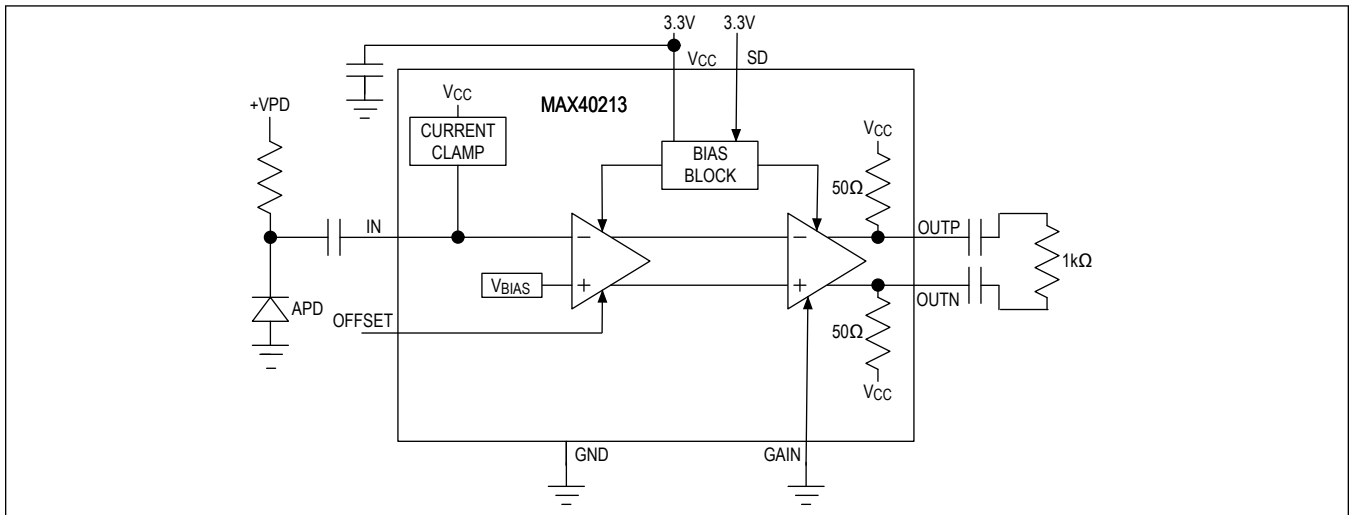 3.3V 3.3V
VCC SD
MAX40213
+VPD
VCC
CURRENT
CLAMP
BIAS
BLOCK
VCC
50Ω
IN
OUTP
1kΩ
VBIAS
OUTN
APD
OFFSET
50Ω
VCC
GND
GAIN